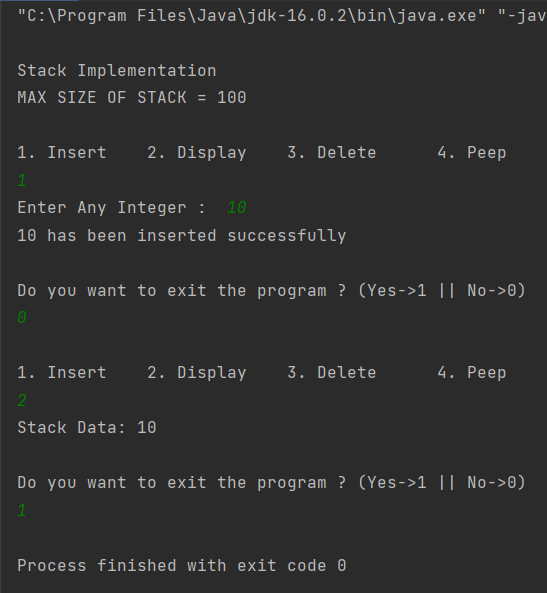 "C:\Program Files\Java\jdk-16.0.2\bin\java.exe" "-jav
Stack Implementation
MAX SIZE OF STACK = 100
1. Insert    2. Display    3. Delete      4. Peep
1
Enter Any Integer :  10
10 has been inserted successfully
Do you want to exit the program ? (Yes->1 || No->0)
0
1. Insert    2. Display    3. Delete      4. Peep
2
Stack Data: 10
Do you want to exit the program ? (Yes->1 || No->0)
1
Process finished with exit code 0